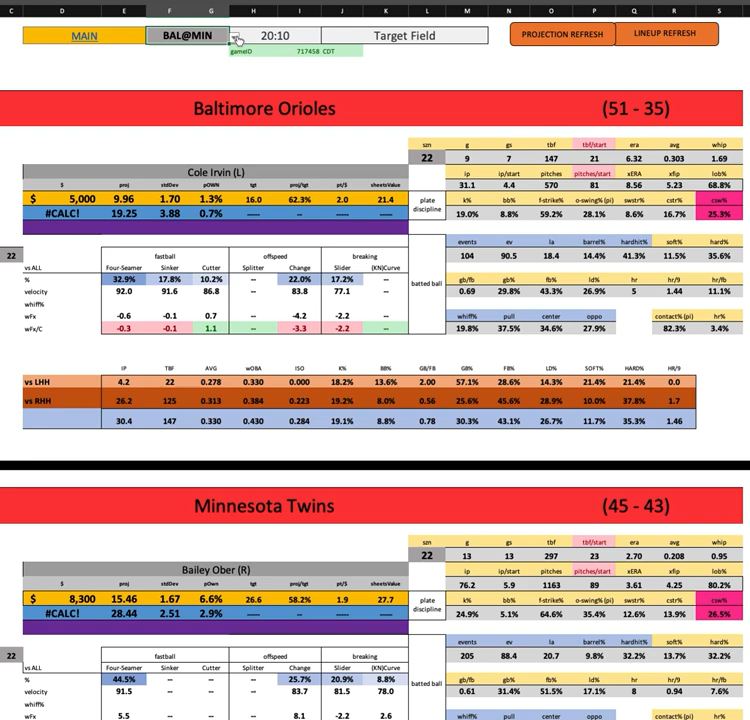 C D E F G H I J K L M N O P Q R S
MAIN BAL@MIN 20:10 Target Field PROJECTION REFRESH LINEUP REFRESH
gameID 717458 CDT
Baltimore Orioles (51 - 35)
szn g gs tbf tbf/start era avg whip
22 9 7 147 21 6.32 0.303 1.69
Cole Irvin (L) ip ip/start pitches pitches/start xERA xfip lob%
$ proj stdDev pOWN tgt proj/tgt pt/$ sheetsValue 31.1 4.4 570 81 8.56 5.23 68.8%
$ 5,000 9.96 1.70 1.3% 16.0 62.3% 2.0 21.4 plate discipline k% bb% f-strike% o-swing% (pi) swstr% cstr% csw%
#CALC! 19.25 3.88 0.7% ----- -- ----- ----- 19.0% 8.8% 59.2% 28.1% 8.6% 16.7% 25.3%
22 fastball offspeed breaking events ev la barrel% hardhit% soft% hard%
vs ALL Four-Seamer Sinker Cutter Splitter Change Slider (KN)Curve 104 90.5 18.4 14.4% 41.3% 11.5% 35.6%
% 32.9% 17.8% 10.2% -- 22.0% 17.2% -- batted ball gb/fb gb% fb% ld% hr hr/9 hr/fb
velocity 92.0 91.6 86.8 -- 83.8 77.1 -- 0.69 29.8% 43.3% 26.9% 5 1.44 11.1%
whiff% whiff% pull center oppo contact% (pi) hr%
wFx -0.6 -0.1 0.7 -- -4.2 -2.2 --
wFx/C -0.3 -0.1 1.1 -- -3.3 -2.2 -- 19.8% 37.5% 34.6% 27.9% 82.3% 3.4%
IP TBF AVG wOBA ISO K% BB% GB/FB GB% FB% LD% SOFT% HARD% HR/9
vs LHH 4.2 22 0.278 0.330 0.000 18.2% 13.6% 2.00 57.1% 28.6% 14.3% 21.4% 21.4% 0.0
vs RHH 26.2 125 0.313 0.384 0.223 19.2% 8.0% 0.56 25.6% 45.6% 28.9% 10.0% 37.8% 1.7
30.4 147 0.330 0.430 0.284 19.1% 8.8% 0.78 30.3% 43.1% 26.7% 11.7% 35.3% 1.46
Minnesota Twins (45 - 43)
szn g gs tbf tbf/start era avg whip
22 13 13 297 23 2.70 0.208 0.95
Bailey Ober (R) ip ip/start pitches pitches/start xERA xfip lob%
$ proj stdDev pOwn tgt proj/tgt pt/$ sheetsValue 76.2 5.9 1163 89 3.61 4.25 80.2%
$ 8,300 15.46 1.67 6.6% 26.6 58.2% 1.9 27.7 plate discipline k% bb% f-strike% o-swing% (pi) swstr% cstr% csw%
#CALC! 28.44 2.51 2.9% ----- -- ----- ----- 24.9% 5.1% 64.6% 35.4% 12.6% 13.9% 26.5%
22 fastball offspeed breaking events ev la barrel% hardhit% soft% hard%
vs ALL Four-Seamer Sinker Cutter Splitter Change Slider (KN)Curve 205 88.4 20.7 9.8% 32.2% 13.7% 32.2%
% 44.5% -- -- -- 25.7% 20.9% 8.8% batted ball gb/fb gb% fb% ld% hr hr/9 hr/fb
velocity 91.5 -- -- -- 83.7 81.5 78.0 0.61 31.4% 51.5% 17.1% 8 0.94 7.6%
whiff% whiff% pull center oppo contact% (pi) hr%
wFx 5.5 -- -- -- 8.1 -2.2 2.6